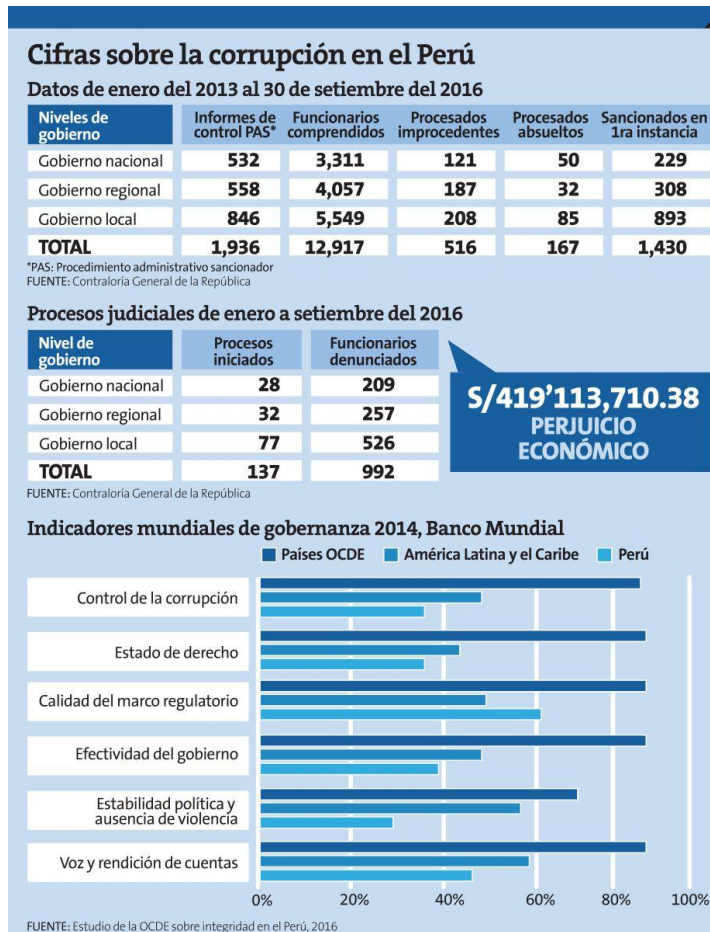 Cifras sobre la corrupción en el Perú
Datos de enero del 2013 al 30 de setiembre del 2016
Niveles de gobierno Informes de control PAS* Funcionarios comprendidos Procesados improcedentes Procesados absueltos Sancionados en 1ra instancia
Gobierno nacional 532 3,311 121 50 229
Gobierno regional 558 4,057 187 32 308
Gobierno local 846 5,549 208 85 893
TOTAL 1,936 12,917 516 167 1,430
*PAS: Procedimiento administrativo sancionador
FUENTE: Contraloría General de la República
Procesos judiciales de enero a setiembre del 2016
Nivel de gobierno Procesos iniciados Funcionarios denunciados
Gobierno nacional 28 209
Gobierno regional 32 257
Gobierno local 77 526
TOTAL 137 992
S/419’113,710.38
PERJUICIO
ECONÓMICO
FUENTE: Contraloría General de la República
Indicadores mundiales de gobernanza 2014, Banco Mundial
Países OCDE América Latina y el Caribe Perú
Control de la corrupción
Estado de derecho
Calidad del marco regulatorio
Efectividad del gobierno
Estabilidad política y
ausencia de violencia
Voz y rendición de cuentas
0% 20% 40% 60% 80% 100%
FUENTE: Estudio de la OCDE sobre integridad en el Perú, 2016